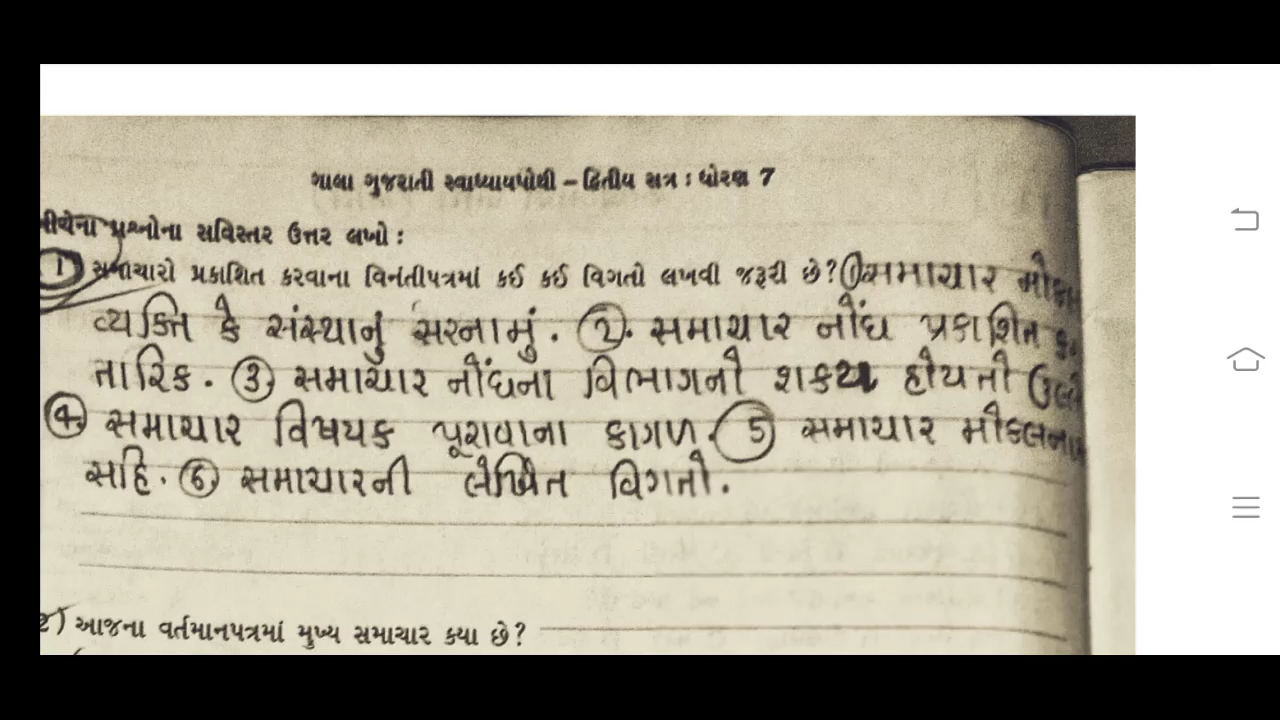 ગાલા ગુજરાતી સ્વાધ્યાયપોથી – દ્વિતીય સત્ર : ધોરણ 7
નીચેના પ્રશ્નોના સવિસ્તર ઉત્તર લખો :
1) સમાચારો પ્રકાશિત કરવાના વિનંતીપત્રમાં કઈ કઈ વિગતો લખવી જરૂરી છે? ① સમાચાર
વ્યક્તિ કે સંસ્થાનું સરનામું. ②. સમાચાર નોંધ પ્રકાશિત
તારિક. ③ સમાચાર નોંધના વિભાગનો શક્ય હોયતો
④ સમાચાર વિષયક પૂરાવાના કાગળ. ⑤ સમાચાર
સહિ. ⑥ સમાચારની લેખિત વિગતો.
2) આજના વર્તમાનપત્રમાં મુખ્ય સમાચાર ક્યા છે?